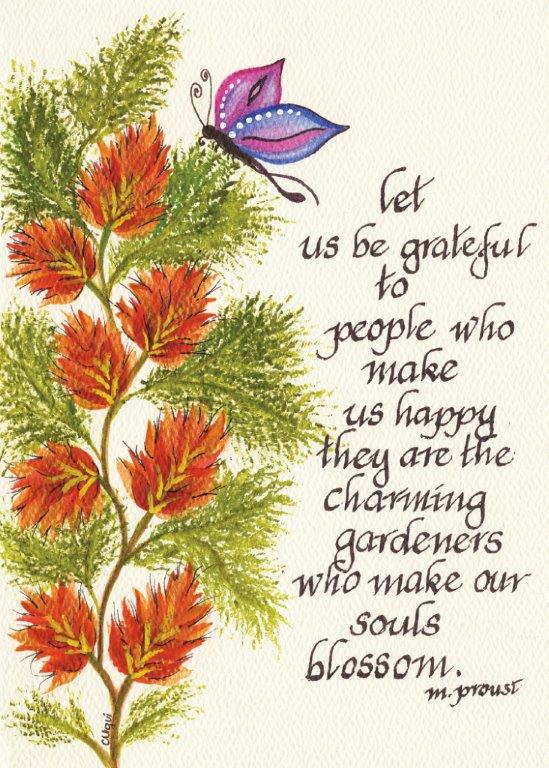 let
us be grateful
to
people who
make
us happy
they are the
charming
gardeners
who make our
souls
blossom.
m. proust